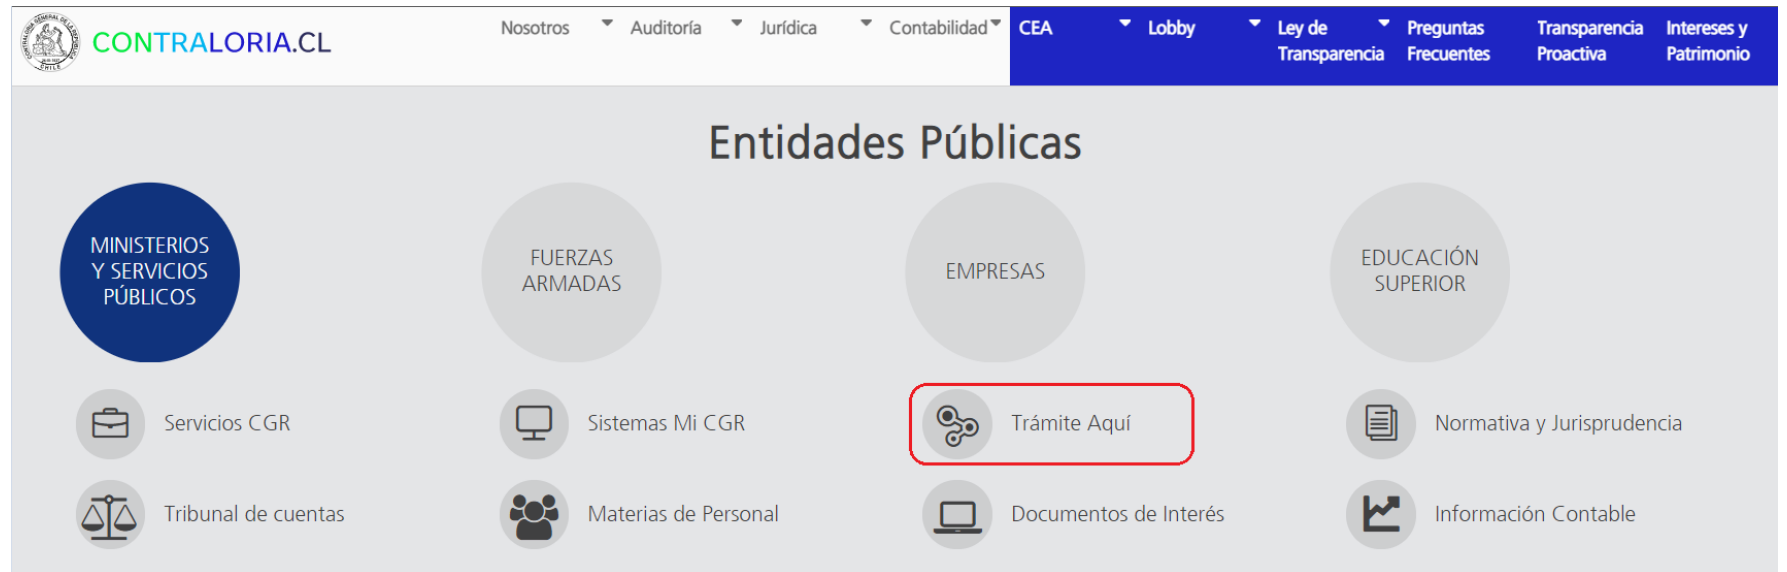 CONTRALORIA.CL
Nosotros
Auditoría
Jurídica
Contabilidad
CEA
Lobby
Ley de
Transparencia
Preguntas
Frecuentes
Transparencia
Proactiva
Intereses y
Patrimonio
Entidades Públicas
MINISTERIOS
Y SERVICIOS
PÚBLICOS
FUERZAS
ARMADAS
EMPRESAS
EDUCACIÓN
SUPERIOR
Servicios CGR
Sistemas Mi CGR
Trámite Aquí
Normativa y Jurisprudencia
Tribunal de cuentas
Materias de Personal
Documentos de Interés
Información Contable